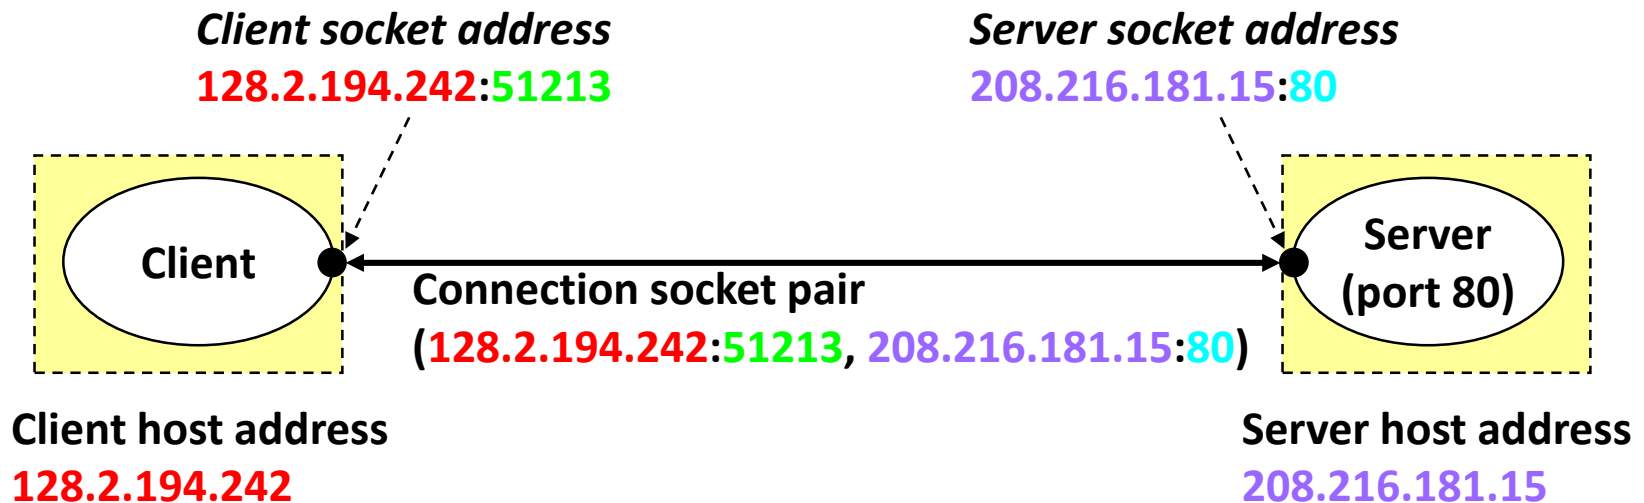 Client socket address
128.2.194.242:51213
Server socket address
208.216.181.15:80
Client
Server
(port 80)
Connection socket pair
(128.2.194.242:51213, 208.216.181.15:80)
Client host address
128.2.194.242
Server host address
208.216.181.15